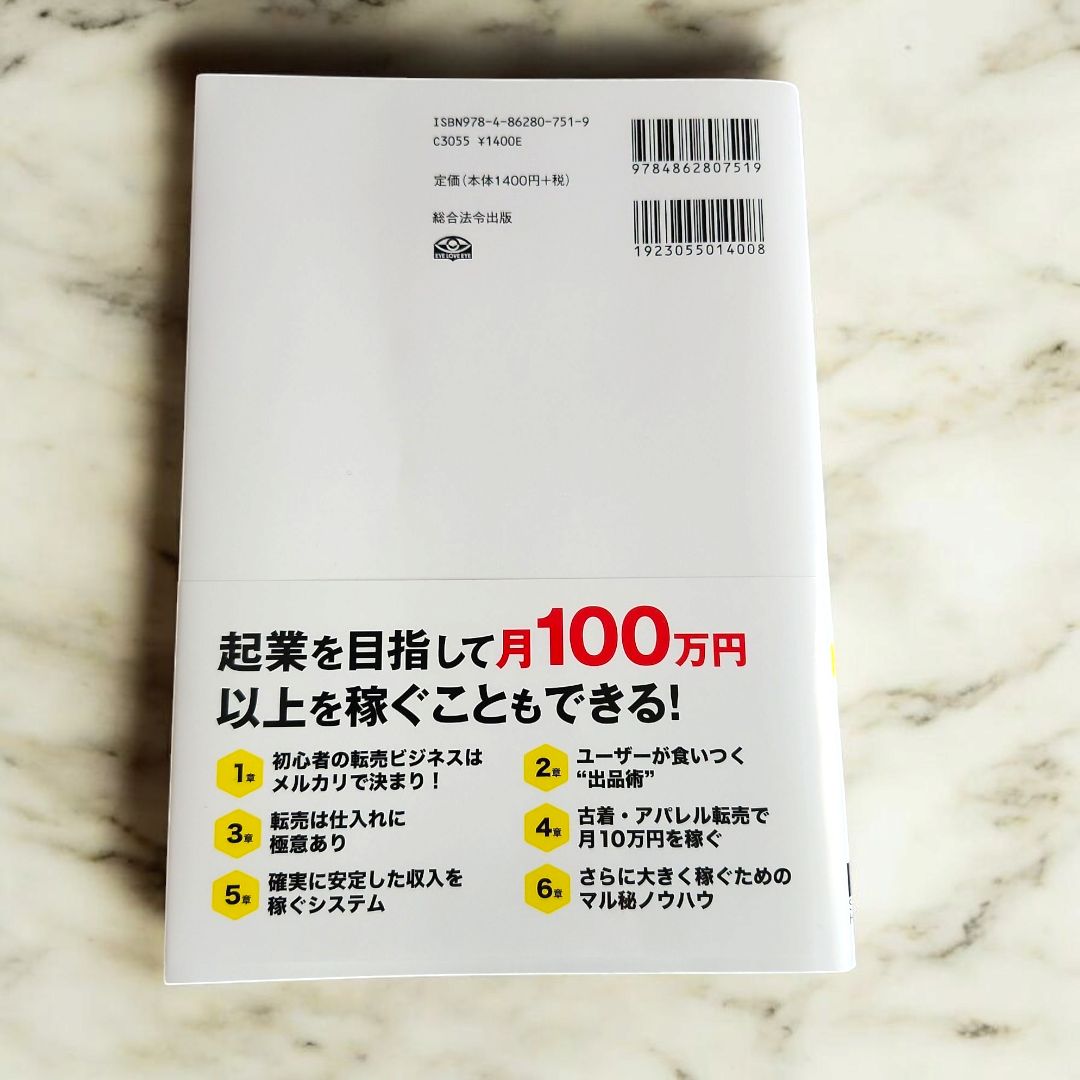 ISBN978-4-86280-751-9
C3055 ¥1400E
定価(本体1400円+税)
総合法令出版
EYE LOVE EYE
9784862807519
1923055014008
起業を目指して月100万円
以上を稼ぐこともできる!
1章 初心者の転売ビジネスは
メルカリで決まり!
2章 ユーザーが食いつく
“出品術”
3章 転売は仕入れに
極意あり
4章 古着・アパレル転売で
月10万円を稼ぐ
5章 確実に安定した収入を
稼ぐシステム
6章 さらに大きく稼ぐための
マル秘ノウハウ